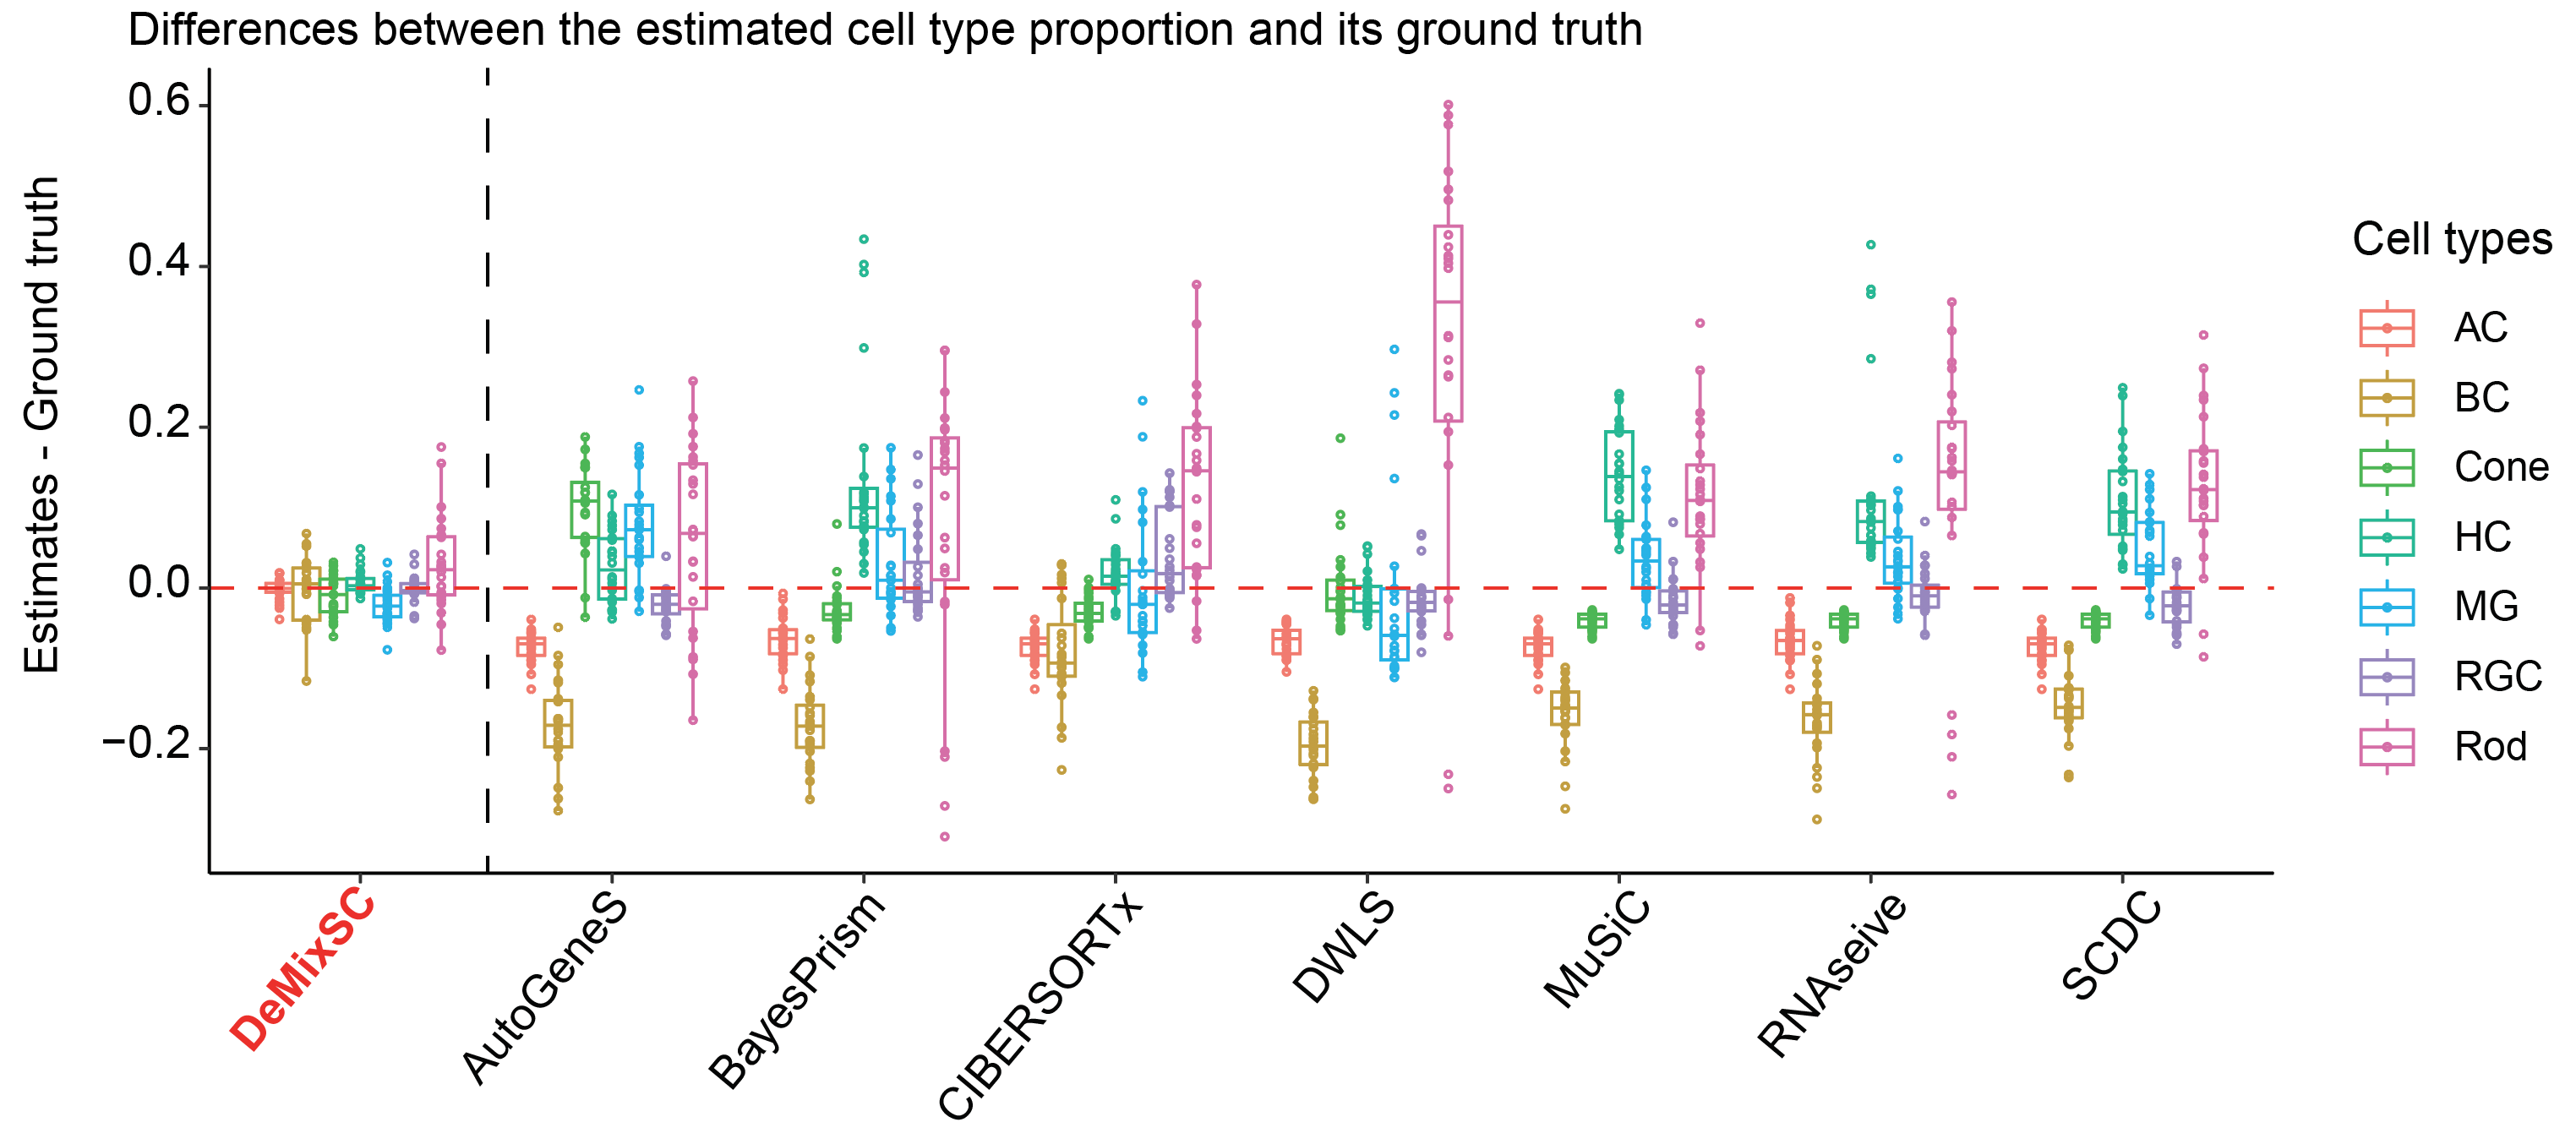 Differences between the estimated cell type proportion and its ground truth
Estimates - Ground truth
0.6
0.4
0.2
0.0
−0.2
DeMixSC
AutoGeneS
BayesPrism
CIBERSORTx
DWLS
MuSiC
RNAseive
SCDC
Cell types
AC
BC
Cone
HC
MG
RGC
Rod